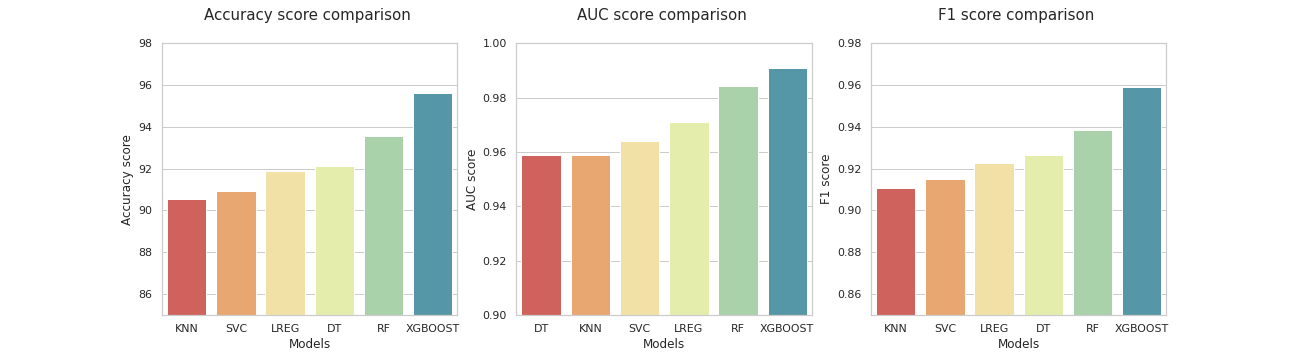 Accuracy score comparison
98
96
94
92
90
88
86
Accuracy score
KNN SVC LREG DT RF XGBOOST
Models
AUC score comparison
1.00
0.98
0.96
0.94
0.92
0.90
AUC score
DT KNN SVC LREG RF XGBOOST
Models
F1 score comparison
0.98
0.96
0.94
0.92
0.90
0.88
0.86
F1 score
KNN SVC LREG DT RF XGBOOST
Models